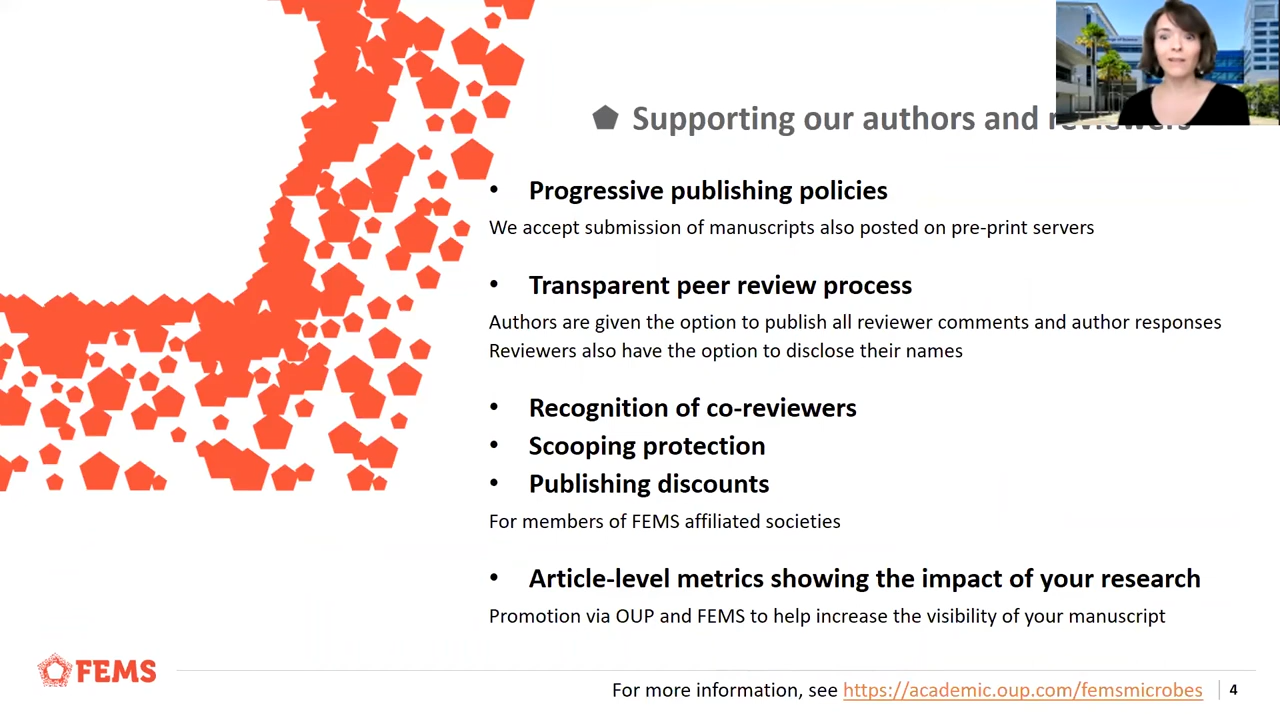 Supporting our authors and reviewers
• Progressive publishing policies
We accept submission of manuscripts also posted on pre-print servers
• Transparent peer review process
Authors are given the option to publish all reviewer comments and author responses
Reviewers also have the option to disclose their names
• Recognition of co-reviewers
• Scooping protection
• Publishing discounts
For members of FEMS affiliated societies
• Article-level metrics showing the impact of your research
Promotion via OUP and FEMS to help increase the visibility of your manuscript
FEMS
For more information, see https://academic.oup.com/femsmicrobes
4